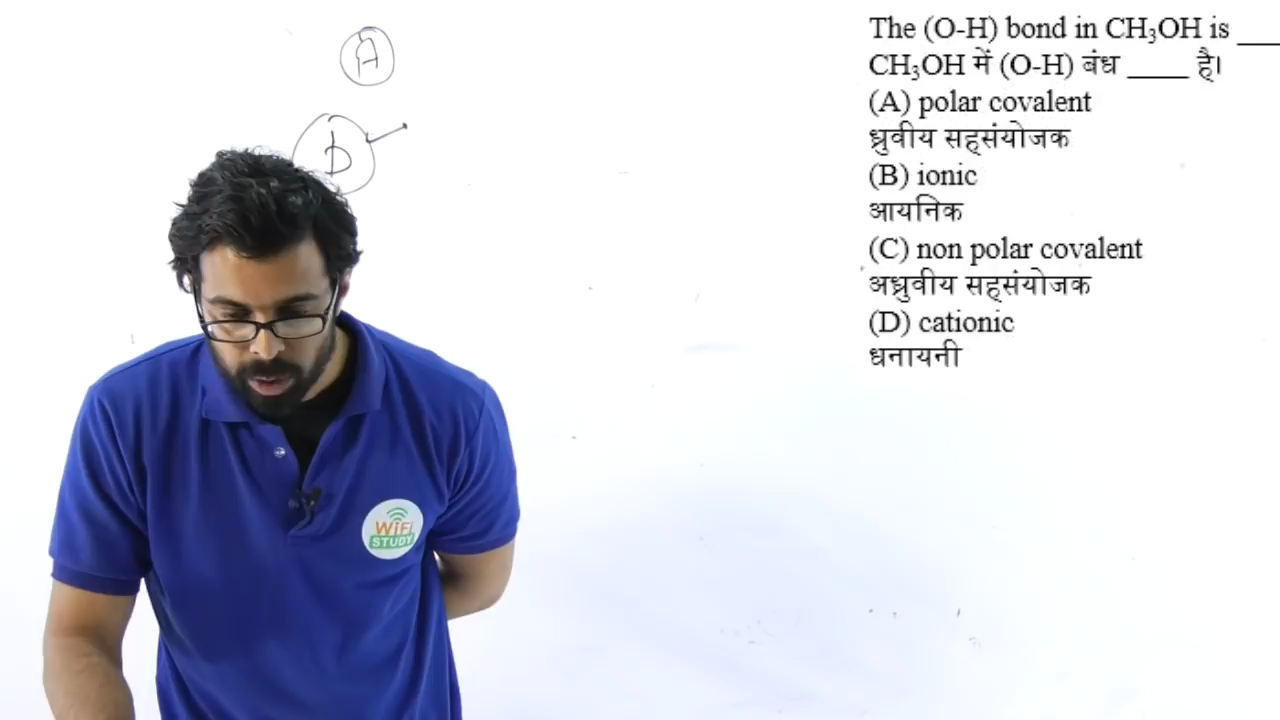 A
D
The (O-H) bond in CH₃OH is ___
CH₃OH में (O-H) बंध ____ है।
(A) polar covalent
ध्रुवीय सहसंयोजक
(B) ionic
आयनिक
(C) non polar covalent
अध्रुवीय सहसंयोजक
(D) cationic
धनायनी
WiFi
STUDY